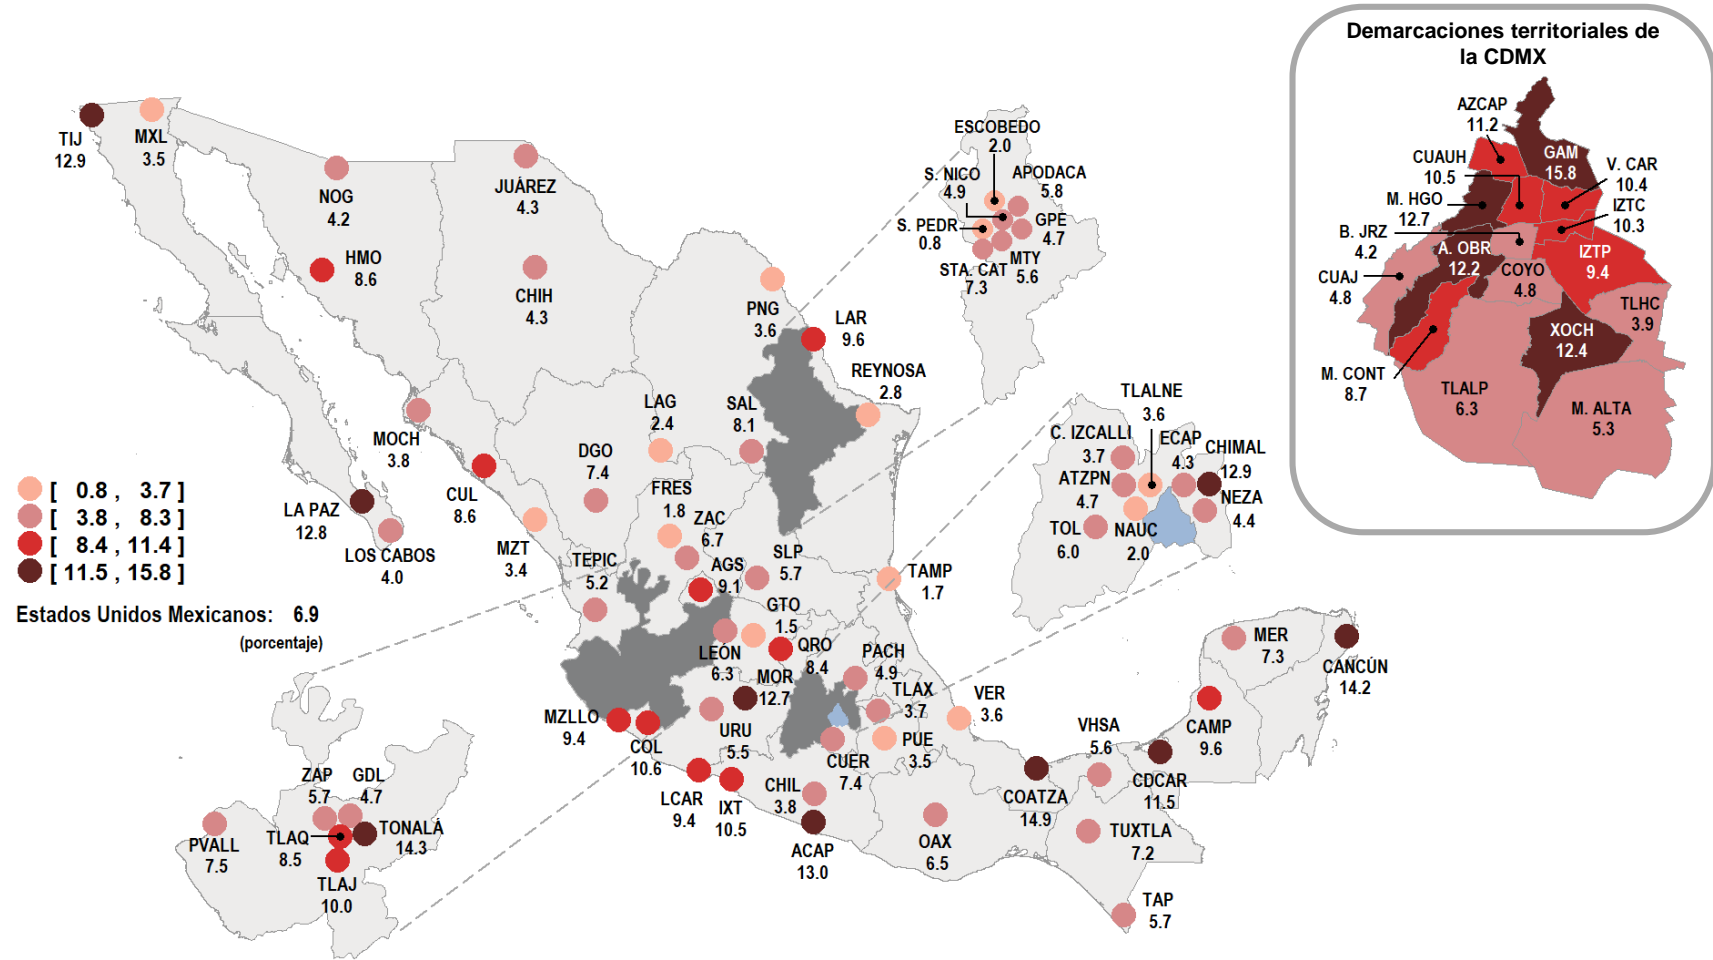 Demarcaciones territoriales de
la CDMX
AZCAP
11.2
CUAUH
10.5
GAM
15.8
V. CAR
10.4
M. HGO
12.7
IZTC
10.3
B. JRZ
4.2
A. OBR
12.2
IZTP
9.4
CUAJ
4.8
COYO
4.8
TLHC
3.9
XOCH
12.4
M. CONT
8.7
TLALP
6.3
M. ALTA
5.3
TIJ
12.9
MXL
3.5
NOG
4.2
JUÁREZ
4.3
HMO
8.6
CHIH
4.3
ESCOBEDO
2.0
S. NICO
4.9
APODACA
5.8
S. PEDR
0.8
GPE
4.7
MTY
5.6
STA. CAT
7.3
PNG
3.6
LAR
9.6
REYNOSA
2.8
MOCH
3.8
LAG
2.4
SAL
8.1
CUL
8.6
DGO
7.4
LA PAZ
12.8
LOS CABOS
4.0
MZT
3.4
FRES
1.8
ZAC
6.7
TEPIC
5.2
AGS
9.1
SLP
5.7
TAMP
1.7
GTO
1.5
LEÓN
6.3
QRO
8.4
PACH
4.9
MOR
12.7
TLAX
3.7
VER
3.6
MZLLO
9.4
COL
10.6
URU
5.5
PUE
3.5
CUER
7.4
LCAR
9.4
IXT
10.5
CHIL
3.8
ACAP
13.0
OAX
6.5
COATZA
14.9
VHSA
5.6
CDCAR
11.5
CAMP
9.6
MER
7.3
CANCÚN
14.2
TUXTLA
7.2
TAP
5.7
TLALNE
3.6
C. IZCALLI
3.7
ECAP
4.3
CHIMAL
12.9
ATZPN
4.7
NEZA
4.4
TOL
6.0
NAUC
2.0
ZAP
5.7
GDL
4.7
PVALL
7.5
TLAQ
8.5
TONALÁ
14.3
TLAJ
10.0
[ 0.8 , 3.7 ]
[ 3.8 , 8.3 ]
[ 8.4 , 11.4 ]
[ 11.5 , 15.8 ]
Estados Unidos Mexicanos: 6.9
(porcentaje)